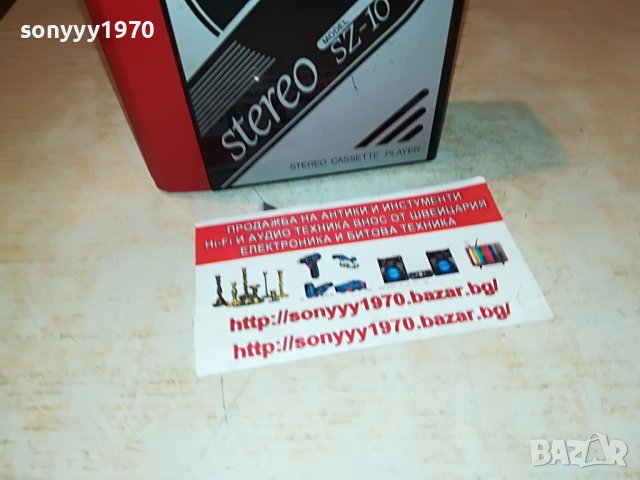 sonyyy1970
sonyyy1970
stereo
MODEL
SZ-10
STEREO CASSETTE PLAYER
ПРОДАЖБА НА АНТИКИ И ИНСТУМЕНТИ
Hi-Fi И АУДИО ТЕХНИКА ВНОС ОТ ШВЕЙЦАРИЯ
ЕЛЕКТРОНИКА И БИТОВА ТЕХНИКА
http://sonyyy1970.bazar.bg/
http://sonyyy1970.bazar.bg/
BAZAR